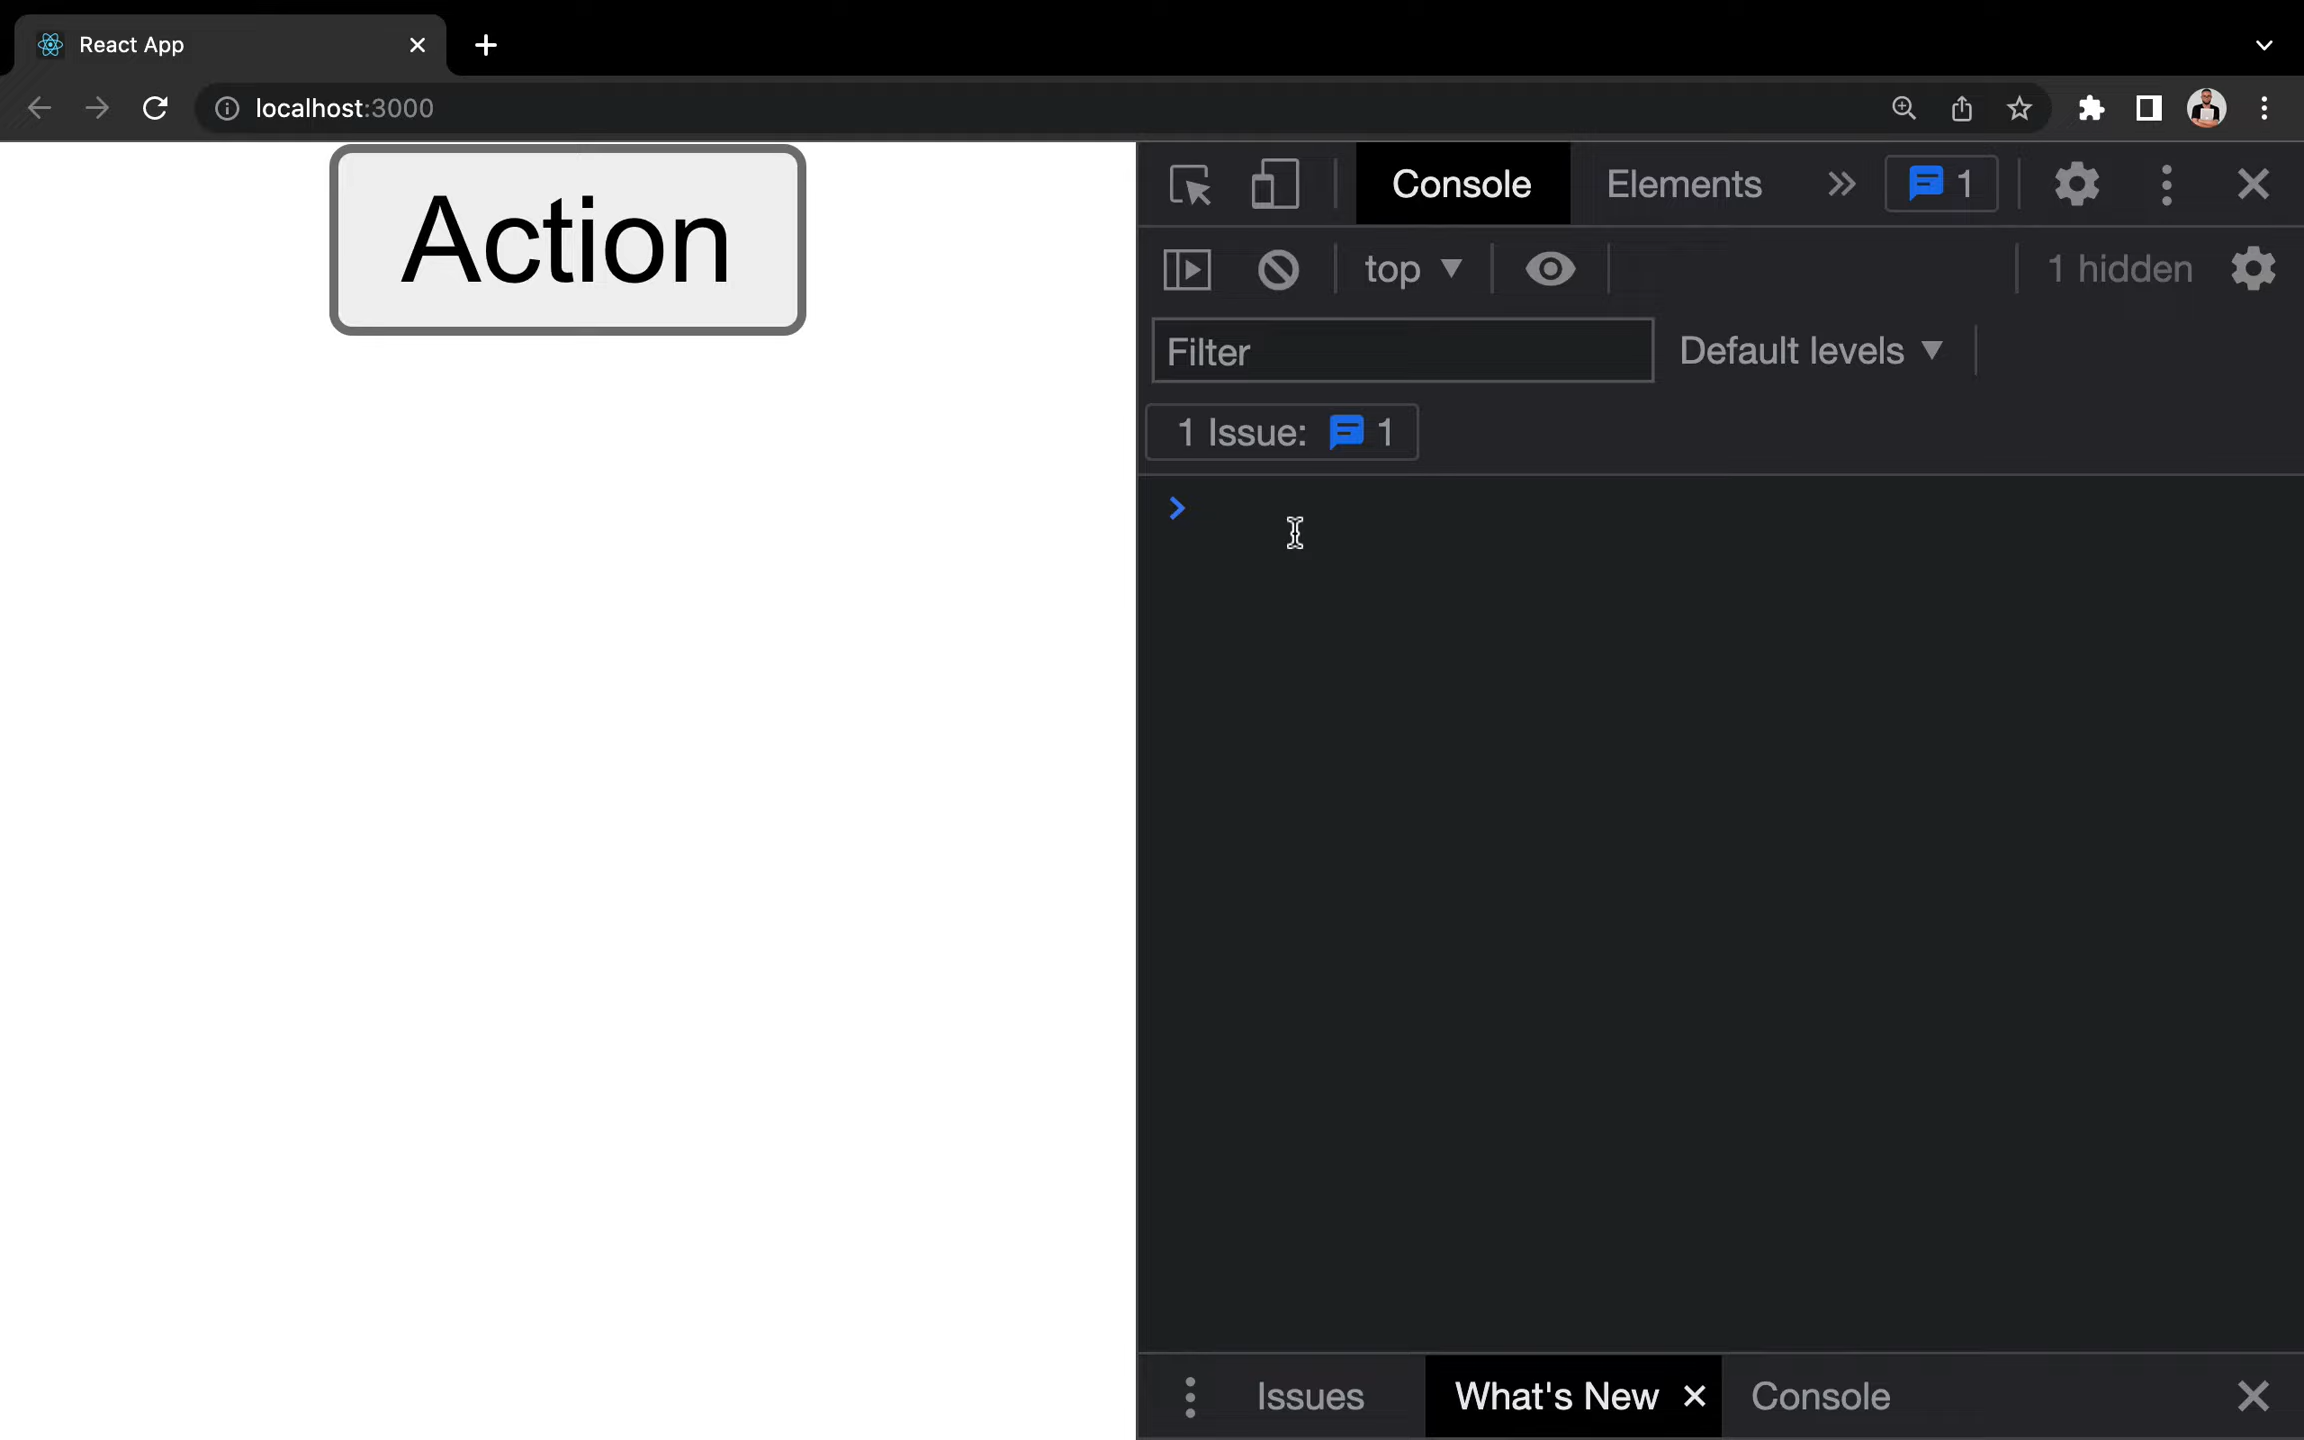 React App
localhost:3000
Action
Console Elements 1
top 1 hidden
Filter Default levels
1 Issue: 1
Issues What's New Console